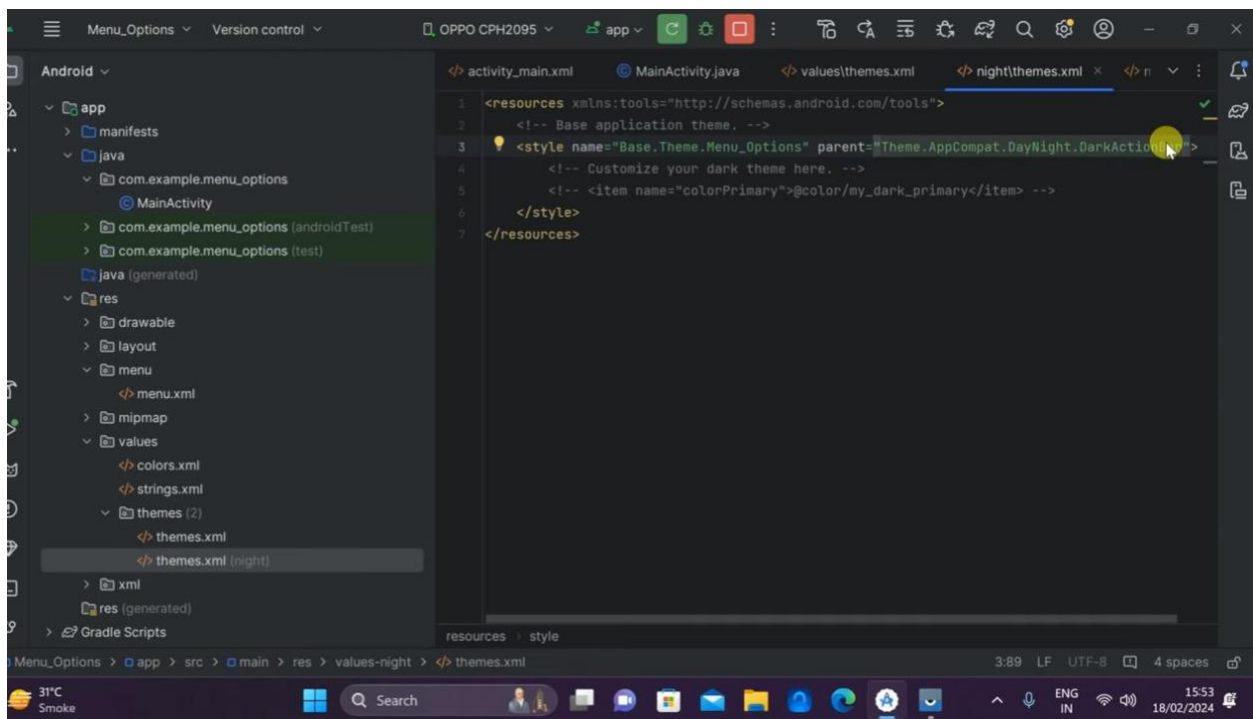 Menu_Options Version control OPPO CPH2095 app
Android
activity_main.xml MainActivity.java values\themes.xml night\themes.xml
app
manifests
java
com.example.menu_options
MainActivity
com.example.menu_options (androidTest)
com.example.menu_options (test)
java (generated)
res
drawable
layout
menu
menu.xml
mipmap
values
colors.xml
strings.xml
themes (2)
themes.xml
themes.xml (night)
xml
res (generated)
Gradle Scripts
1 <resources xmlns:tools="http://schemas.android.com/tools">
2 <!-- Base application theme. -->
3 <style name="Base.Theme.Menu_Options" parent="Theme.AppCompat.DayNight.DarkActionBar">
4 <!-- Customize your dark theme here. -->
5 <!-- <item name="colorPrimary">@color/my_dark_primary</item> -->
6 </style>
7 </resources>
resources > style
Menu_Options > app > src > main > res > values-night > themes.xml 3:89 LF UTF-8 4 spaces
31°C
Smoke
Search
ENG
IN
15:53
18/02/2024